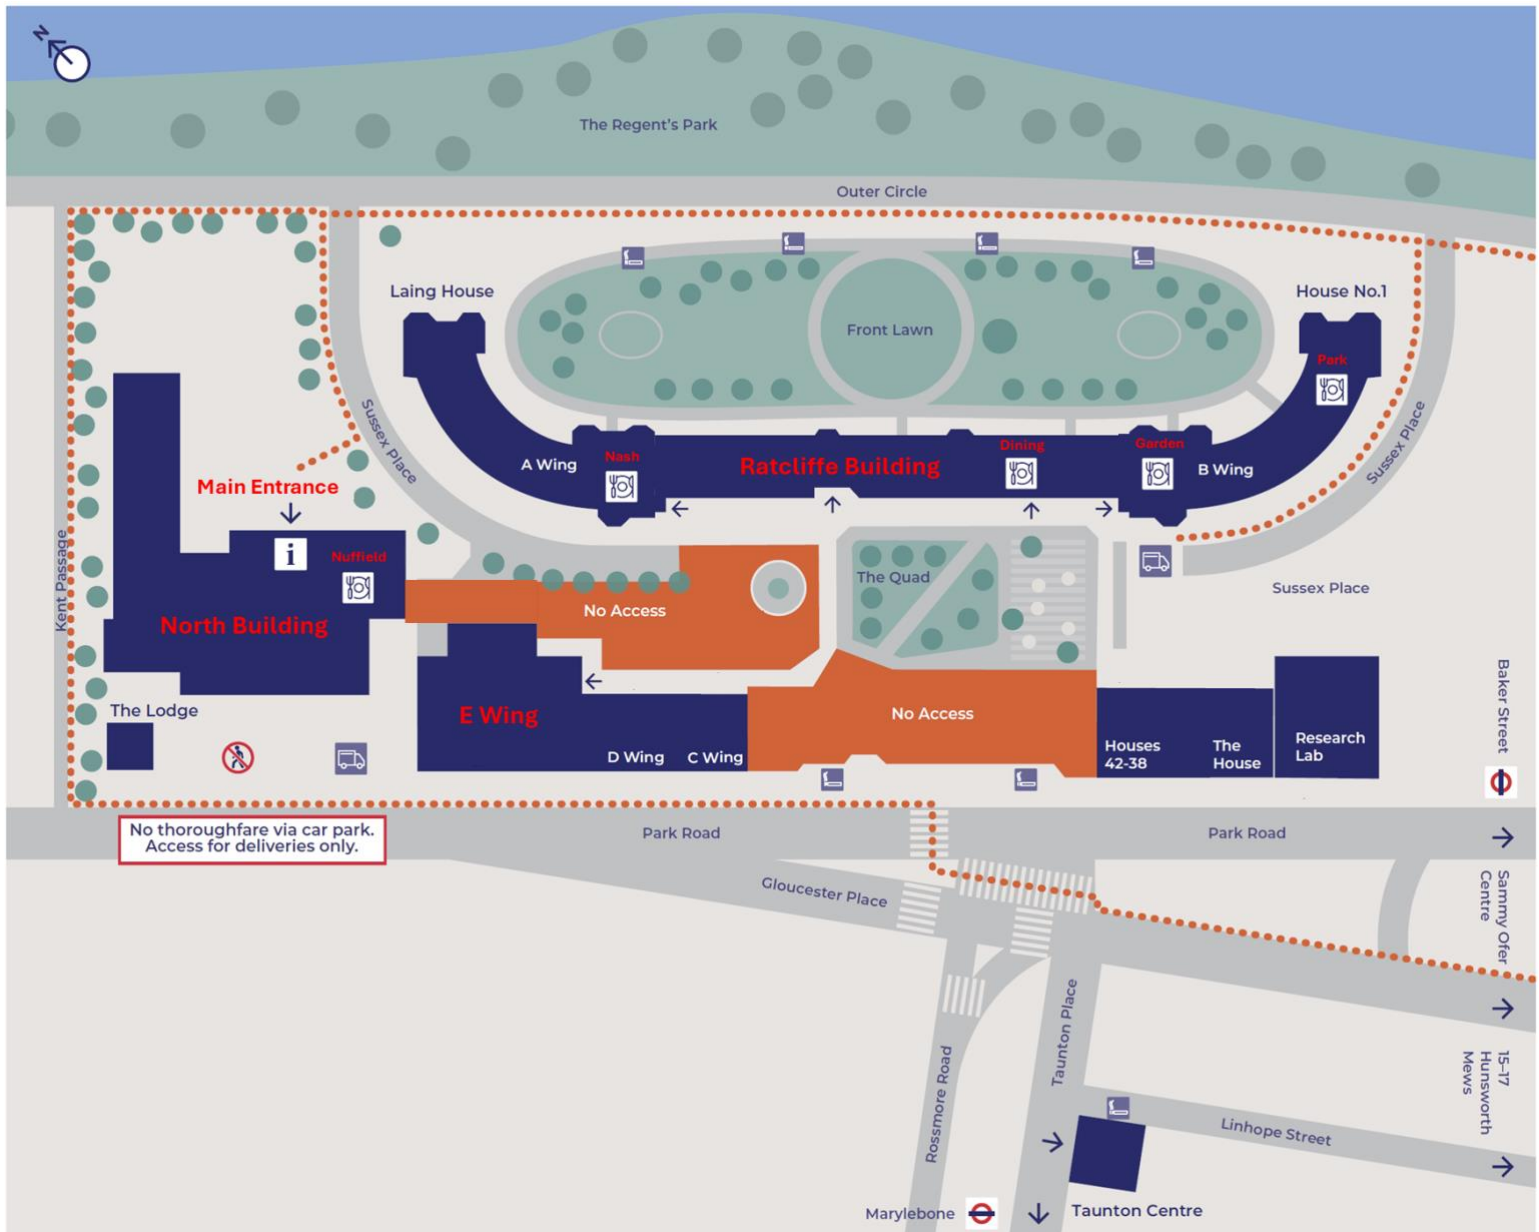 N
The Regent's Park
Outer Circle
Laing House
House No.1
Front Lawn
Park
Sussex Place
Sussex Place
A Wing
Nash
Ratcliffe Building
Dining
Garden
B Wing
Main Entrance
i
Nuffield
Kent Passage
The Quad
Sussex Place
No Access
North Building
The Lodge
E Wing
D Wing
C Wing
No Access
Houses
42-38
The
House
Research
Lab
Baker Street
No thoroughfare via car park.
Access for deliveries only.
Park Road
Park Road
Gloucester Place
Sammy Ofer
Centre
Taunton Place
Rossmore Road
15–17
Hunsworth
Mews
Linhope Street
Marylebone
Taunton Centre